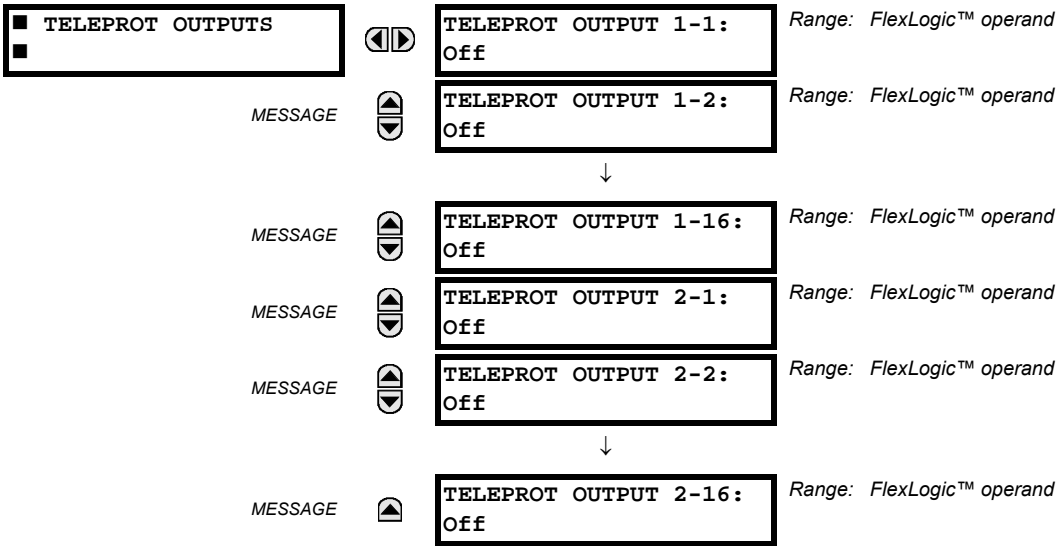 ■ TELEPROT OUTPUTS
■
TELEPROT OUTPUT 1-1:
Off
Range: FlexLogic™ operand
MESSAGE
TELEPROT OUTPUT 1-2:
Off
Range: FlexLogic™ operand
↓
MESSAGE
TELEPROT OUTPUT 1-16:
Off
Range: FlexLogic™ operand
MESSAGE
TELEPROT OUTPUT 2-1:
Off
Range: FlexLogic™ operand
MESSAGE
TELEPROT OUTPUT 2-2:
Off
Range: FlexLogic™ operand
↓
MESSAGE
TELEPROT OUTPUT 2-16:
Off
Range: FlexLogic™ operand